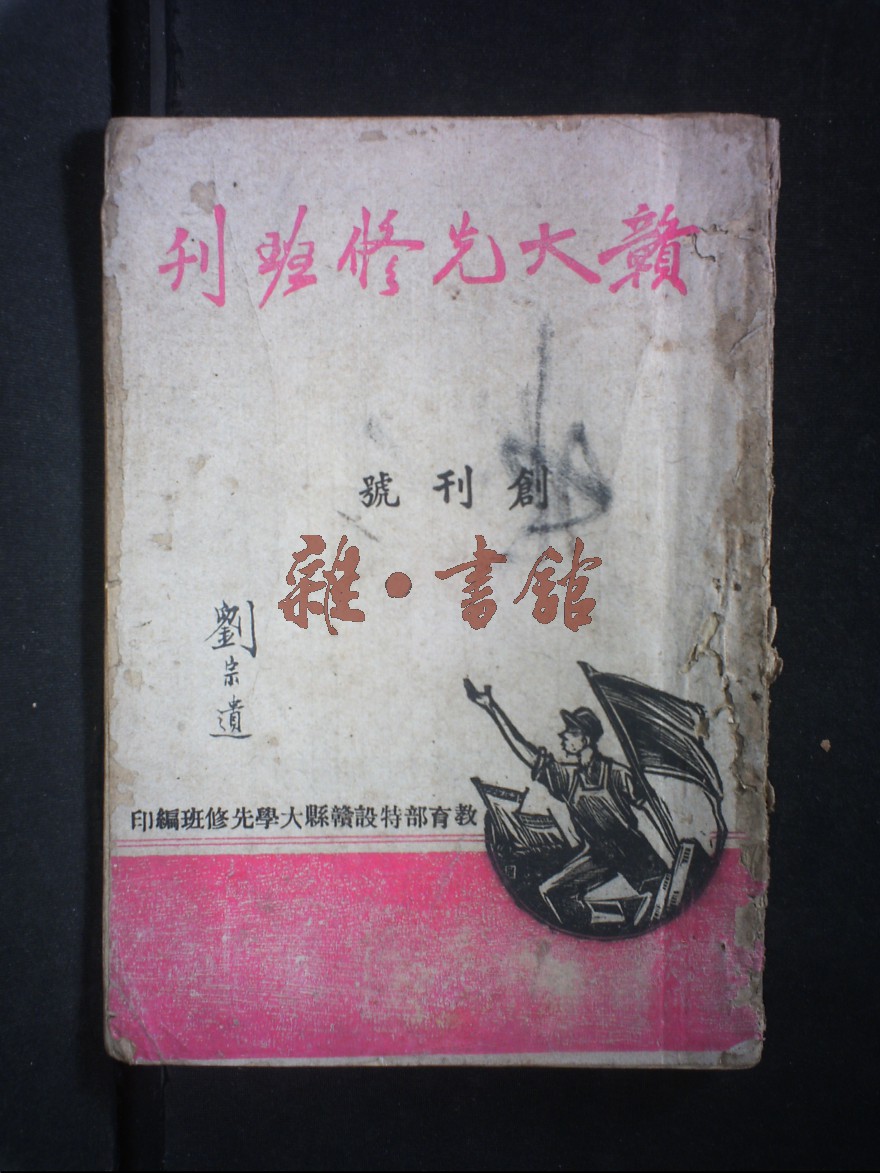 贛大先修班刊
創刊號
雜·書館
劉宗遺
教育部特設贛縣大學先修班編印